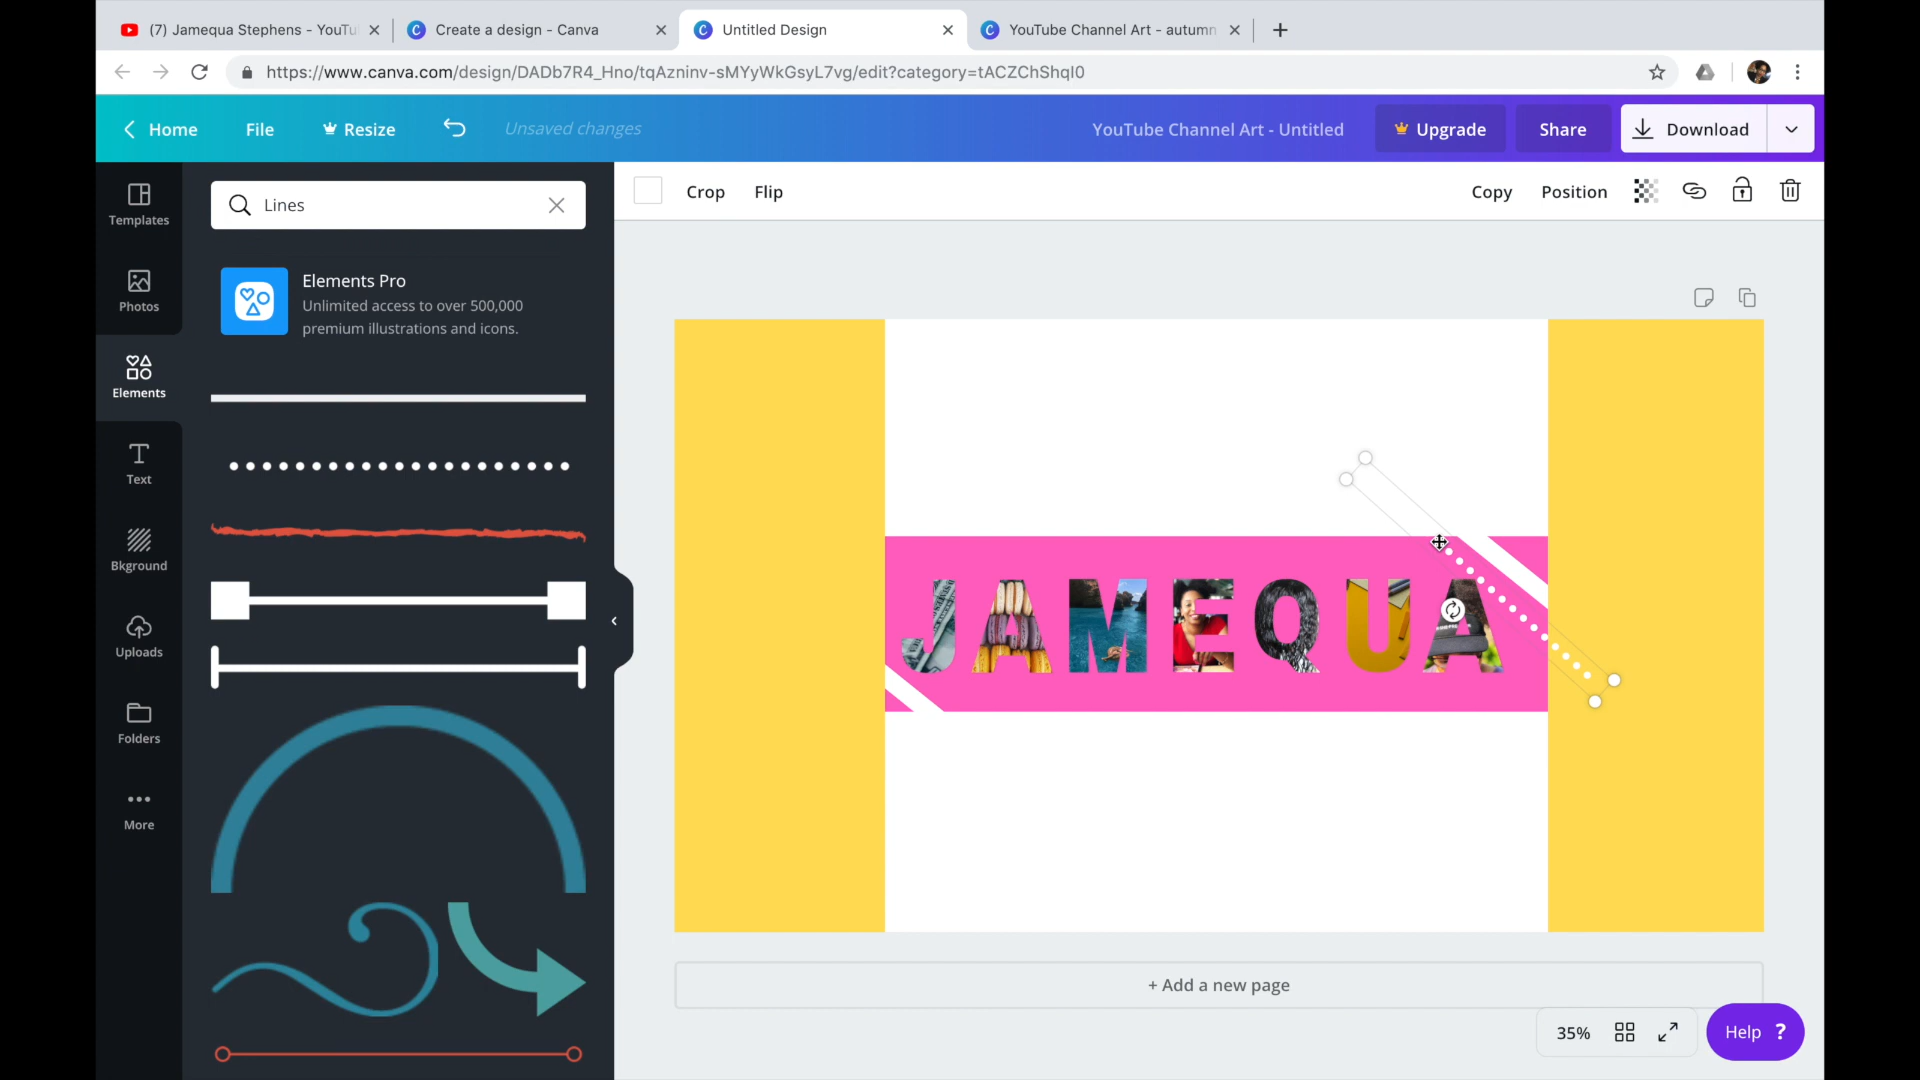 (7) Jamequa Stephens - YouTu
Create a design - Canva
Untitled Design
YouTube Channel Art - autumn
https://www.canva.com/design/DADb7R4_Hno/tqAzninv-sMYyWkGsyL7vg/edit?category=tACZChShqI0
Home
File
Resize
Unsaved changes
YouTube Channel Art - Untitled
Upgrade
Share
Download
Templates
Photos
Elements
Text
Bkground
Uploads
Folders
More
Lines
Elements Pro
Unlimited access to over 500,000
premium illustrations and icons.
Crop
Flip
Copy
Position
JAMEQUA
+ Add a new page
35%
Help ?